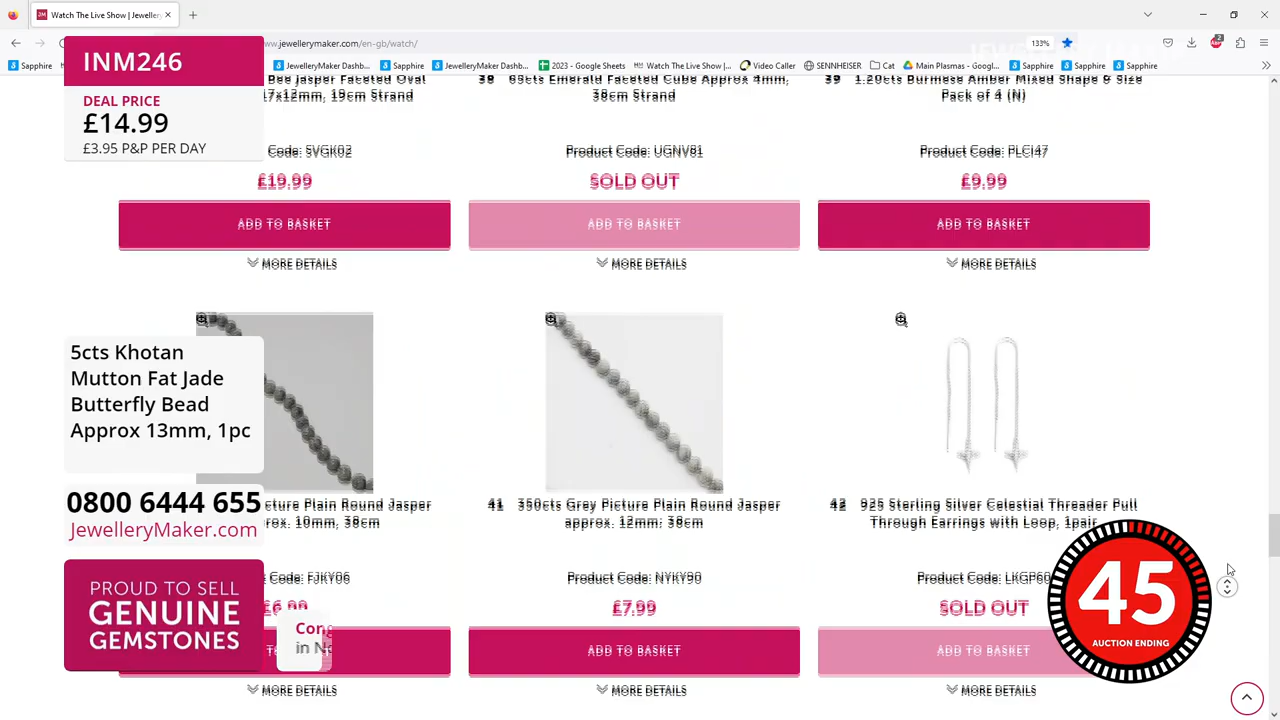 Watch The Live Show | Jeweller
ww.jewellerymaker.com/en-gb/watch/
133%
2
Sapphire
JewelleryMaker Dashb...
Sapphire
JewelleryMaker Dashb...
2023 - Google Sheets
Watch The Live Show |...
Video Caller
SENNHEISER
Cat
Main Plasmas - Googl...
Sapphire
Sapphire
Sapphire
INM246
DEAL PRICE
£14.99
£3.95 P&P PER DAY
Bee Jasper Faceted Oval
17x12mm, 19cm Strand
Code: SVGK02
£19.99
ADD TO BASKET
MORE DETAILS
38 69cts Emerald Faceted Cube Approx 4mm,
38cm Strand
Product Code: UGNV81
SOLD OUT
ADD TO BASKET
MORE DETAILS
39 1.20cts Burmese Amber Mixed Shape & Size
Pack of 4 (N)
Product Code: PLCI47
£9.99
ADD TO BASKET
MORE DETAILS
5cts Khotan
Mutton Fat Jade
Butterfly Bead
Approx 13mm, 1pc
0800 6444 655
JewelleryMaker.com
PROUD TO SELL
GENUINE
GEMSTONES
icture Plain Round Jasper
rox. 10mm, 38cm
Code: FJKY06
£6.99
MORE DETAILS
41 350cts Grey Picture Plain Round Jasper
approx. 12mm; 38cm
Product Code: NYKY90
£7.99
ADD TO BASKET
MORE DETAILS
42 925 Sterling Silver Celestial Threader Pull
Through Earrings with Loop, 1pair
Product Code: LKGP60
SOLD OUT
ADD TO BASKET
MORE DETAILS
Cong
in No
45
AUCTION ENDING